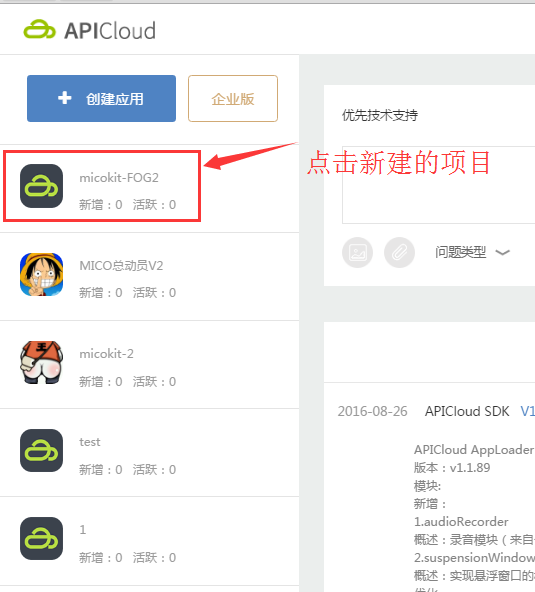 APICloud
+ 创建应用
企业版
优先技术支持
点击新建的项目
micokit-FOG2
新增：0 活跃：0
MICO总动员V2
新增：0 活跃：0
问题类型
micokit-2
新增：0 活跃：0
2016-08-26 APICloud SDK V1
test
新增：0 活跃：0
APICloud AppLoader
版本：v1.1.89
模块:
新增：
1.audioRecorder
概述：录音模块（来自
2.suspensionWindow
概述：实现悬浮窗口的
1
新增：0 活跃：0